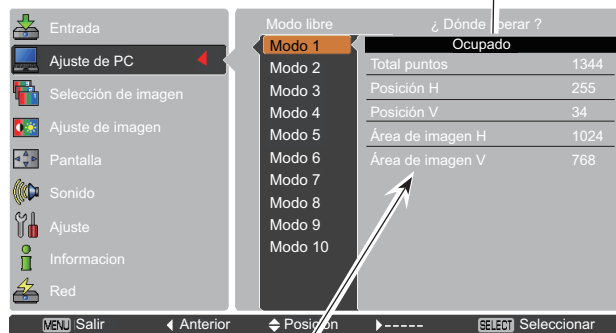 Entrada
Ajuste de PC
Selección de imagen
Ajuste de imagen
Pantalla
Sonido
Ajuste
Informacion
Red
Modo libre
Modo 1
Modo 2
Modo 3
Modo 4
Modo 5
Modo 6
Modo 7
Modo 8
Modo 9
Modo 10
¿ Dónde operar ?
Ocupado
Total puntos 1344
Posición H 255
Posición V 34
Área de imagen H 1024
Área de imagen V 768
MENU Salir Anterior Posición ----- SELECT Seleccionar